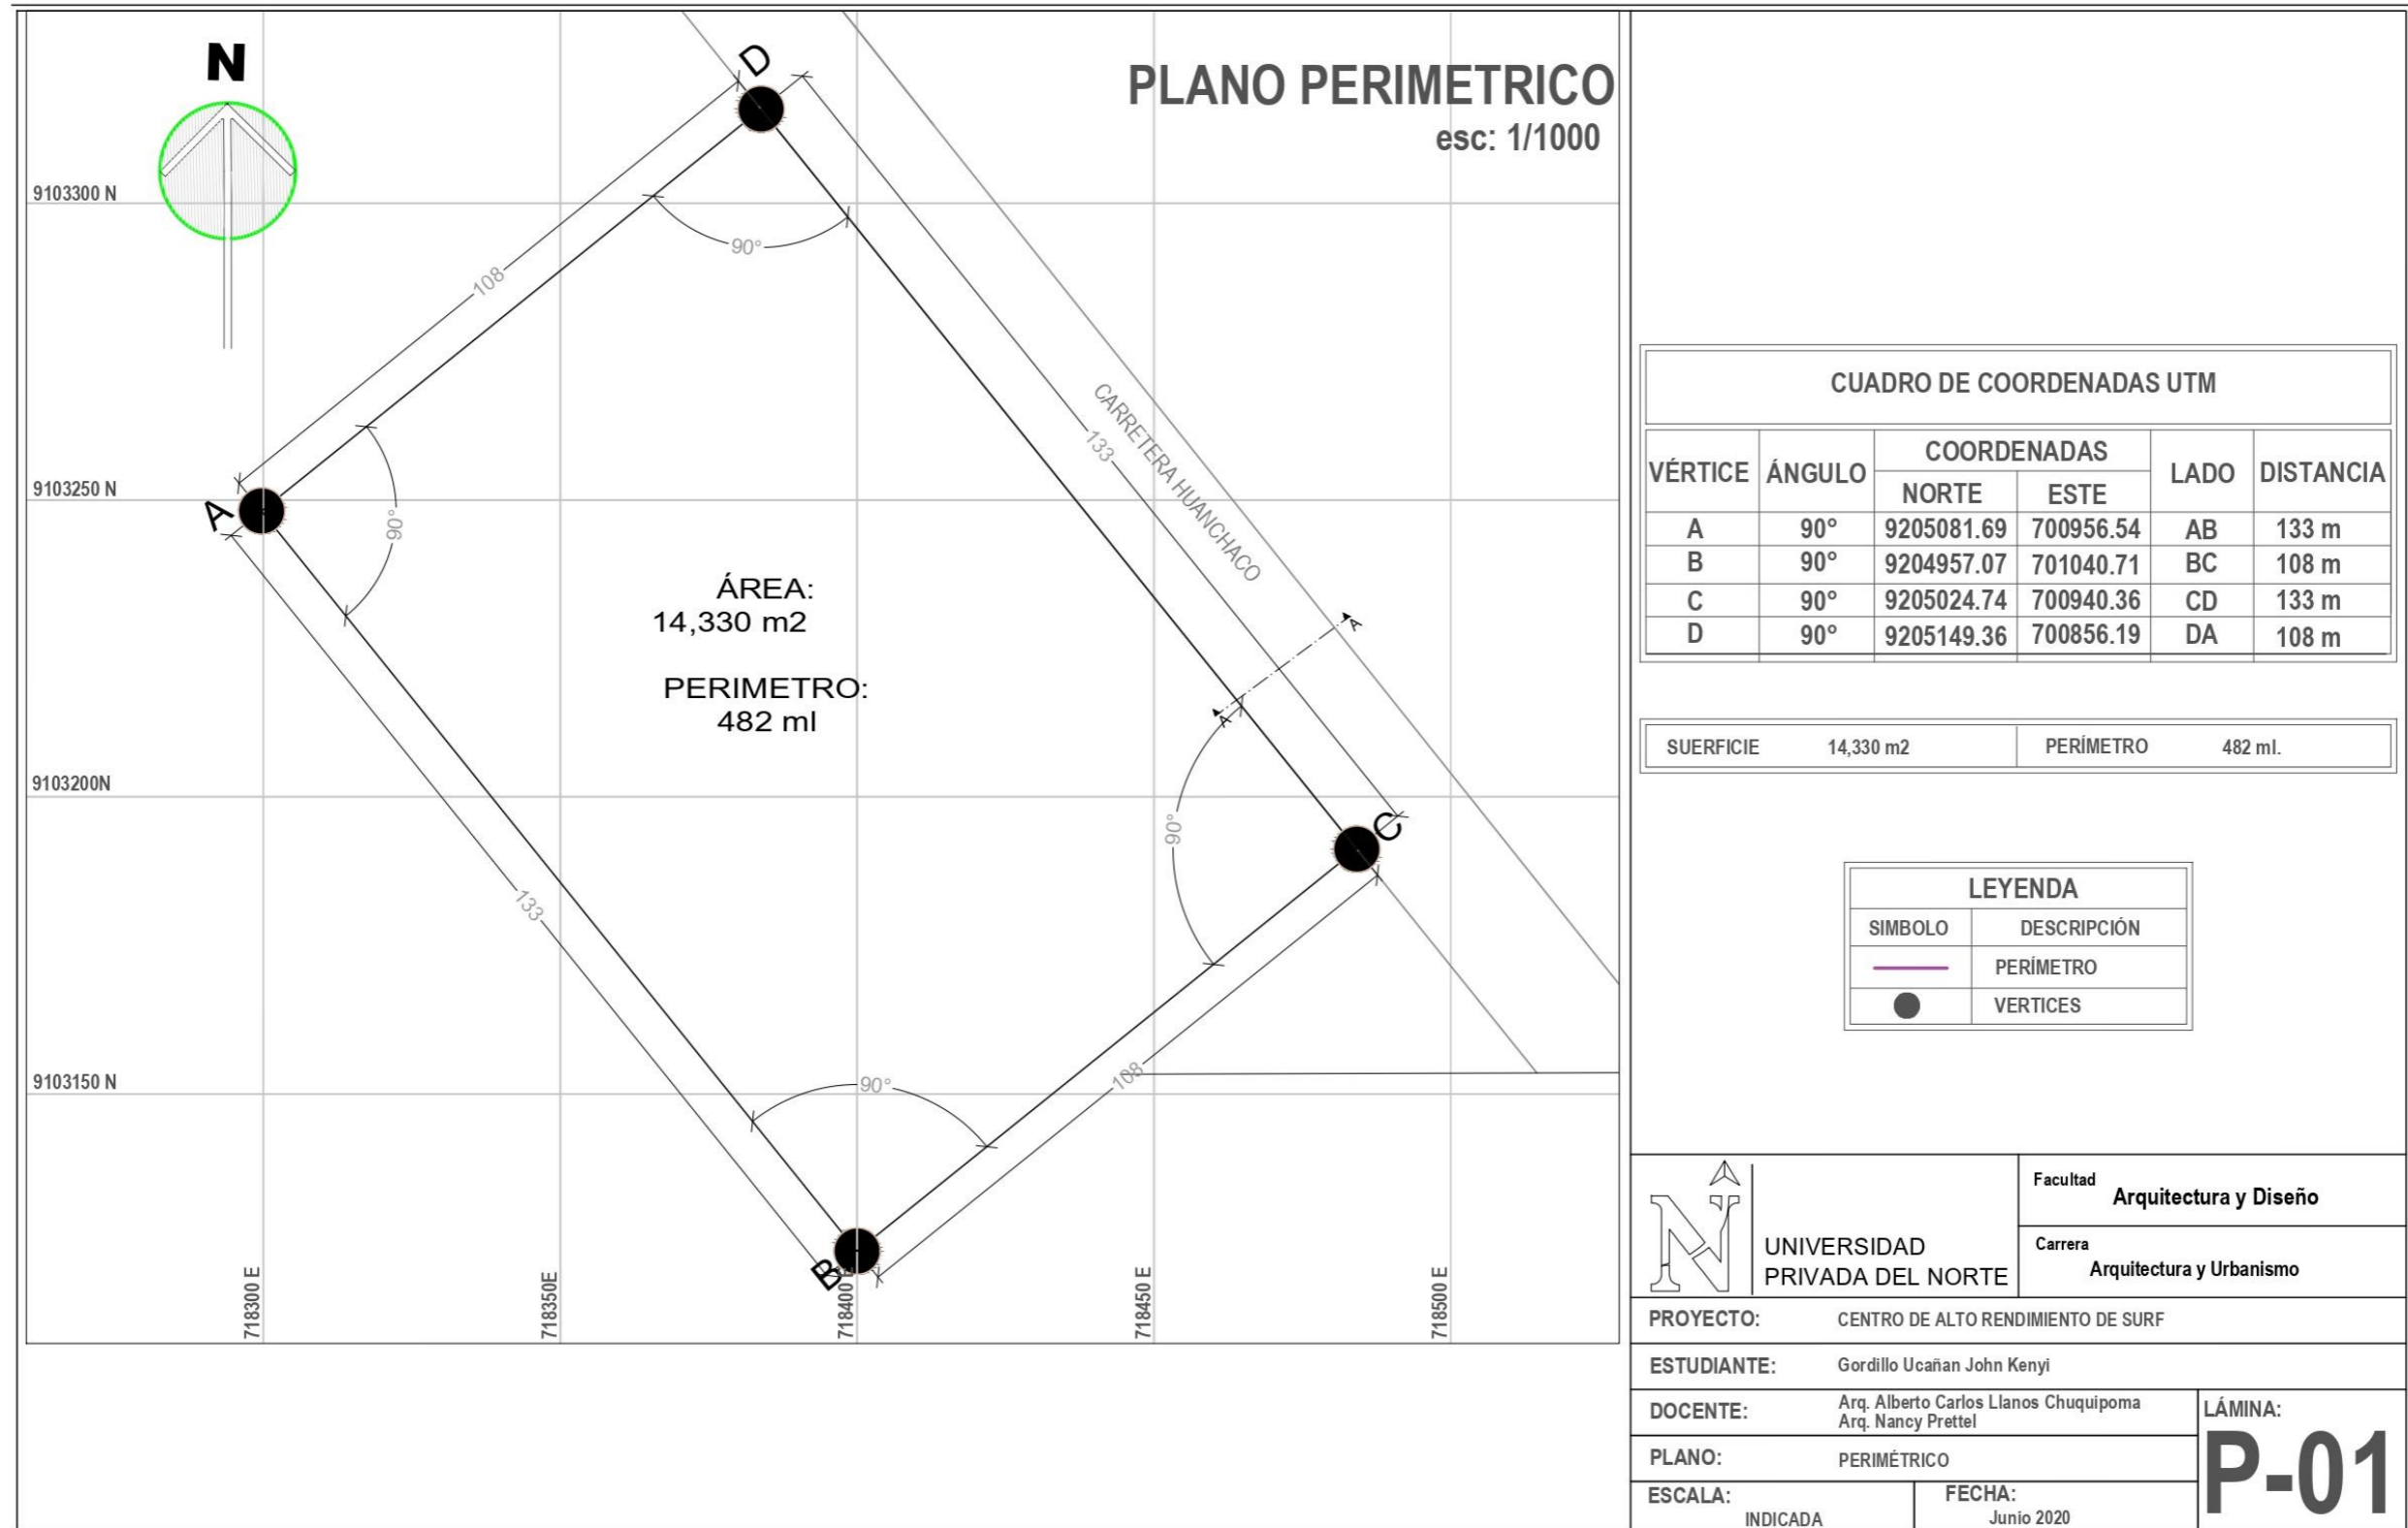 N
PLANO PERIMETRICO
esc: 1/1000
9103300 N
9103250 N
9103200N
9103150 N
718300 E
718350E
718400 E
718450 E
718500 E
D
A
B
C
108
133
133
108
90°
90°
90°
90°
CARRETERA HUANCHACO
A
A
ÁREA:
14,330 m2
PERIMETRO:
482 ml
CUADRO DE COORDENADAS UTM
VÉRTICE ÁNGULO COORDENADAS LADO DISTANCIA
NORTE ESTE
A 90° 9205081.69 700956.54 AB 133 m
B 90° 9204957.07 701040.71 BC 108 m
C 90° 9205024.74 700940.36 CD 133 m
D 90° 9205149.36 700856.19 DA 108 m
SUERFICIE 14,330 m2 PERÍMETRO 482 ml.
LEYENDA
SIMBOLO DESCRIPCIÓN
PERÍMETRO
VERTICES
N
UNIVERSIDAD
PRIVADA DEL NORTE
Facultad
Arquitectura y Diseño
Carrera
Arquitectura y Urbanismo
PROYECTO: CENTRO DE ALTO RENDIMIENTO DE SURF
ESTUDIANTE: Gordillo Ucañan John Kenyi
DOCENTE: Arq. Alberto Carlos Llanos Chuquipoma
Arq. Nancy Prettel
PLANO: PERIMÉTRICO
ESCALA: INDICADA
FECHA: Junio 2020
LÁMINA:
P-01